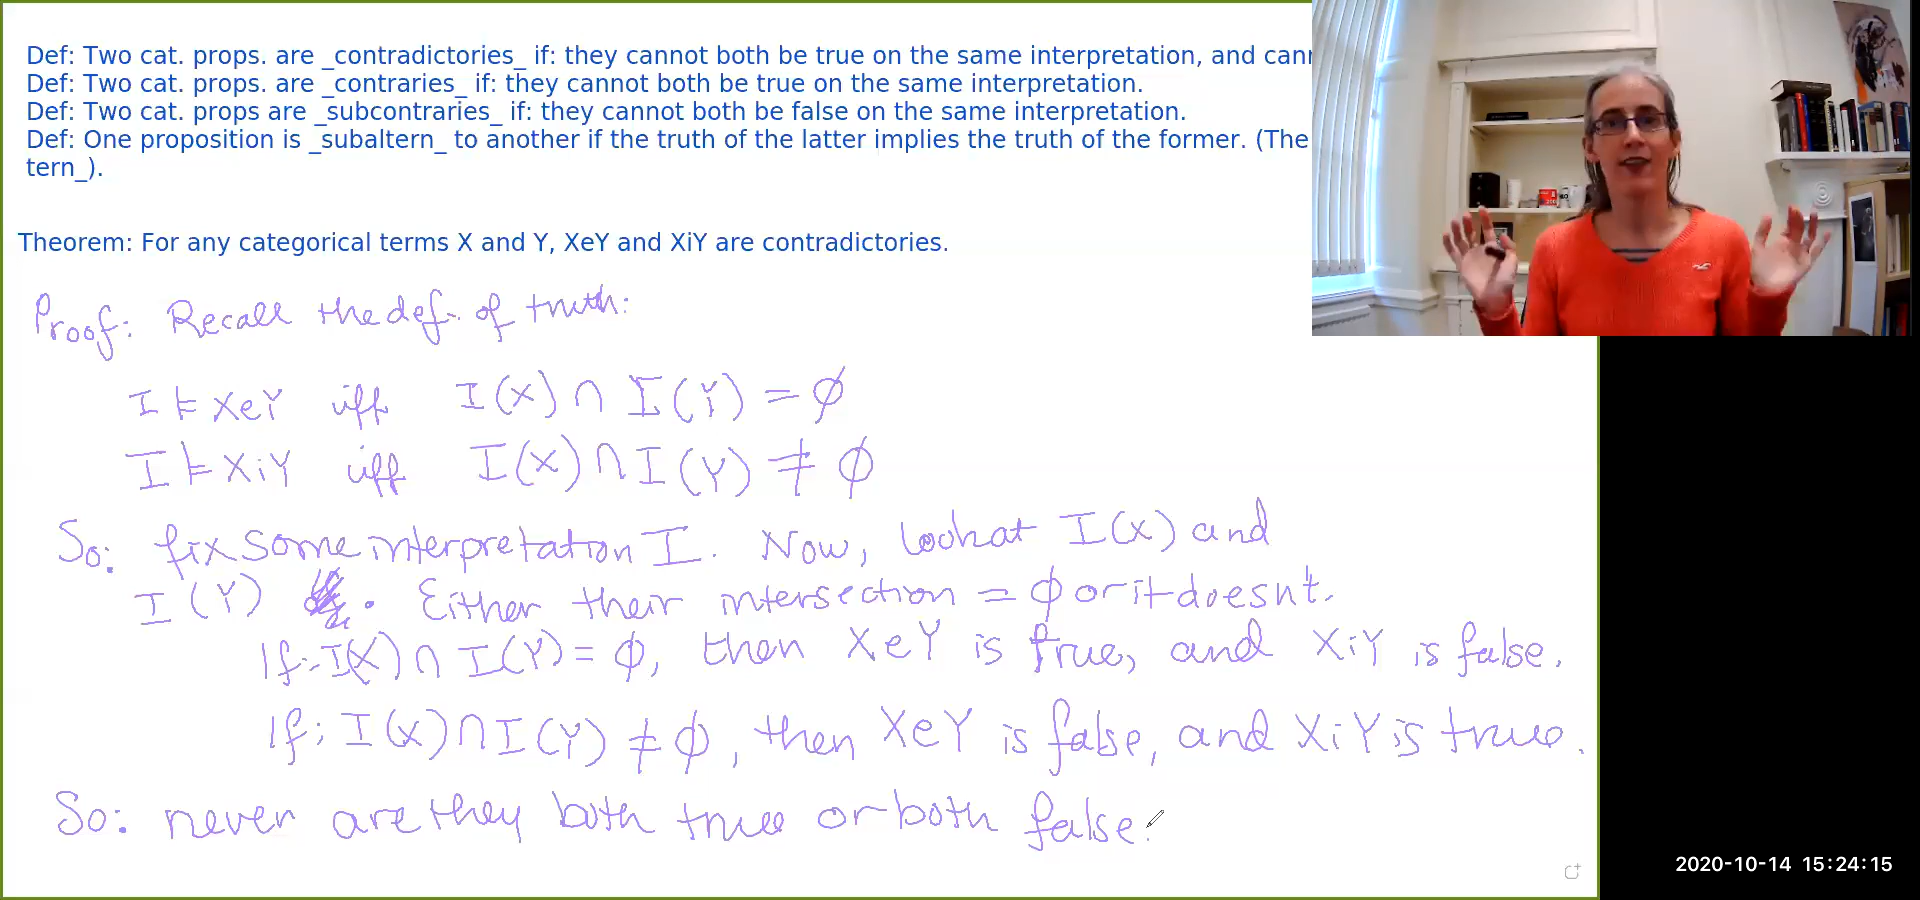 Def: Two cat. props. are _contradictories_ if: they cannot both be true on the same interpretation, and cann
Def: Two cat. props. are _contraries_ if: they cannot both be true on the same interpretation.
Def: Two cat. props are _subcontraries_ if: they cannot both be false on the same interpretation.
Def: One proposition is _subaltern_ to another if the truth of the latter implies the truth of the former. (The
tern_).
Theorem: For any categorical terms X and Y, XeY and XiY are contradictories.
Proof: Recall the def. of truth:
I ⊨ XeY iff I(X) ∩ I(Y) = ∅
I ⊨ XiY iff I(X) ∩ I(Y) ≠ ∅
So: fix some interpretation I. Now, look at I(X) and
I(Y). Either their intersection = ∅ or it doesn't.
If: I(X) ∩ I(Y) = ∅, then XeY is true, and XiY is false.
If: I(X) ∩ I(Y) ≠ ∅, then XeY is false, and XiY is true.
So: never are they both true or both false.
2020-10-14 15:24:15